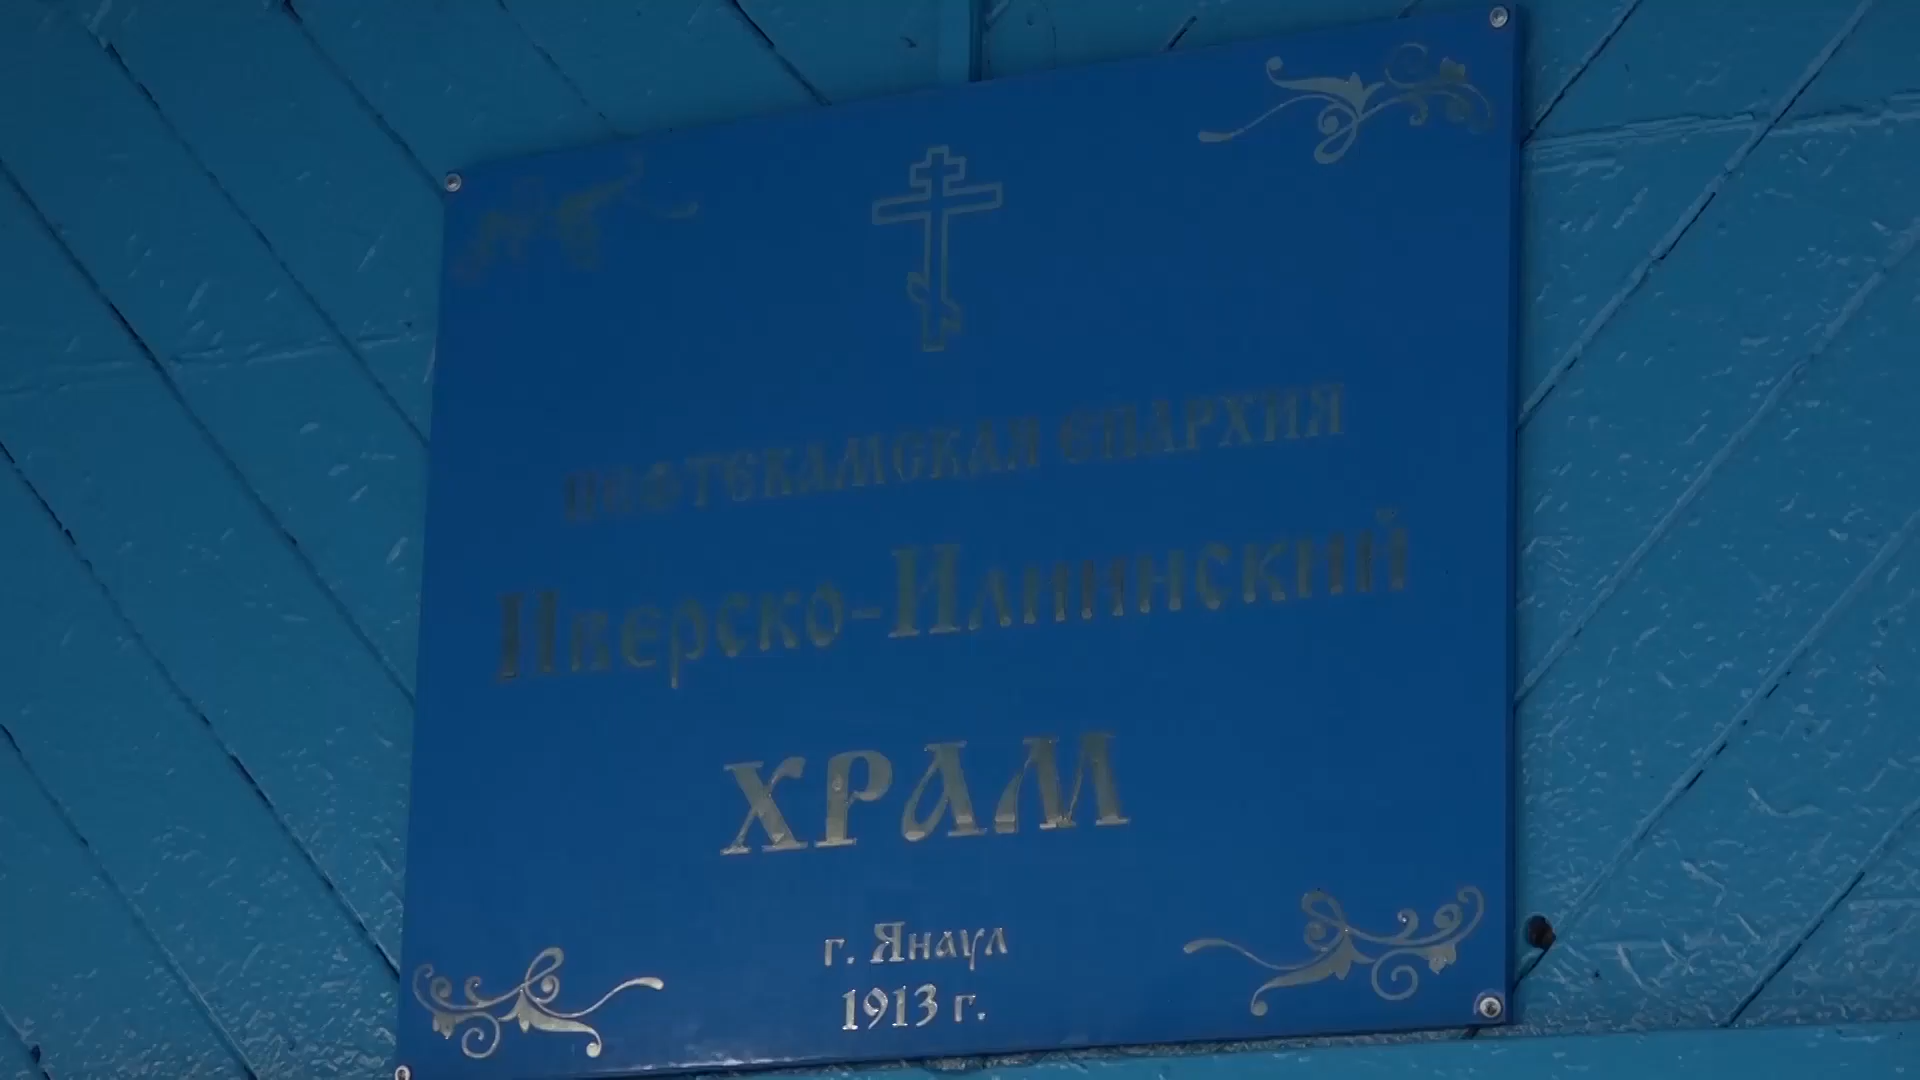 НЕФТЕКАМСКАЯ ЕПАРХИЯ
Иверско-Илиинский
ХРАМ
г. Янаул
1913 г.